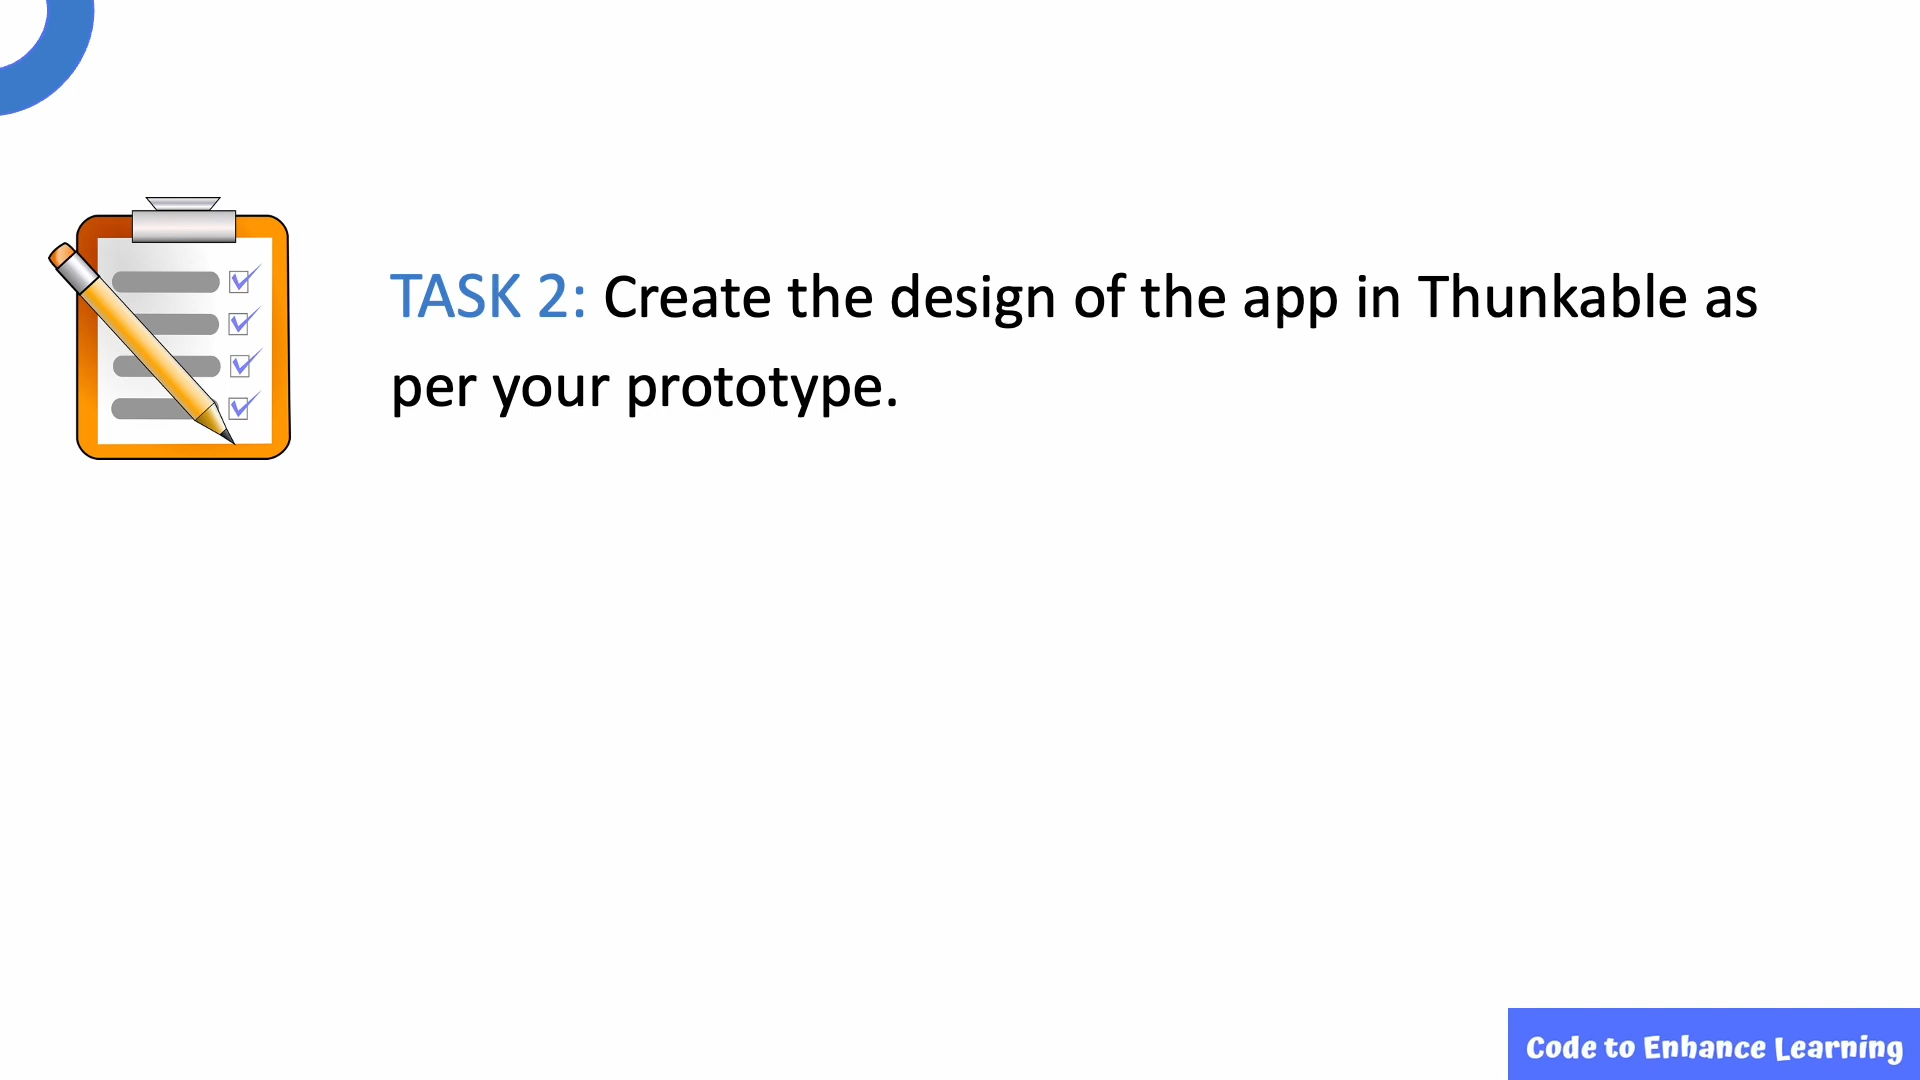 TASK 2: Create the design of the app in Thunkable as
per your prototype.
Code to Enhance Learning